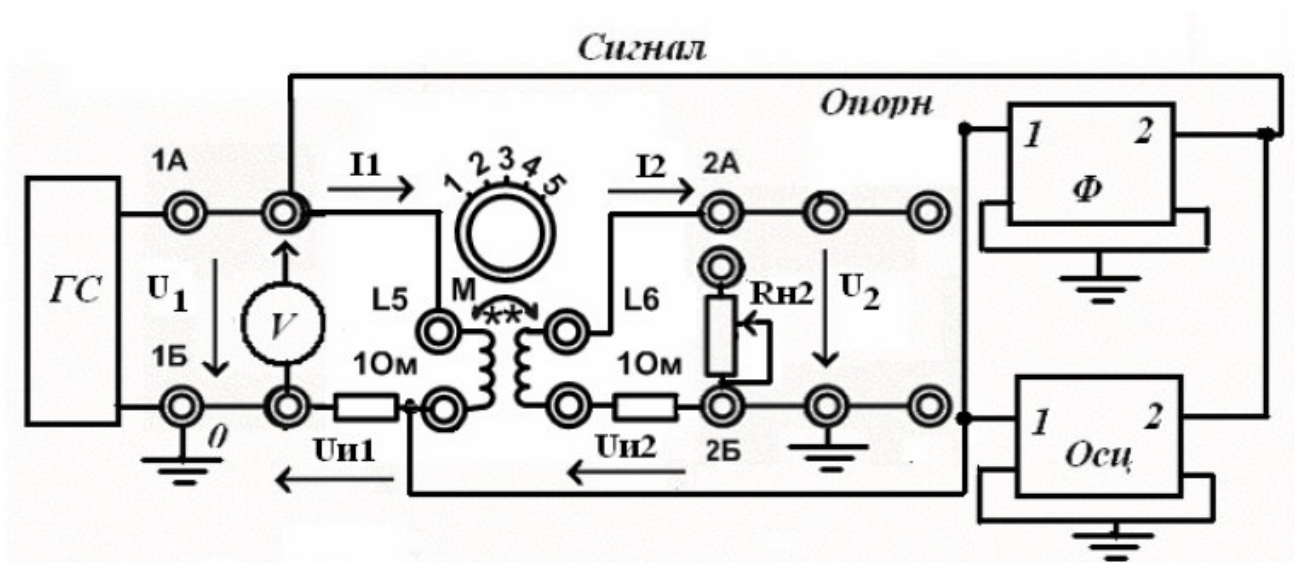 Сигнал
Опорн
1А
I1
1 2 3 4 5
I2
2А
1 2
Ф
ГС
U1
V
L5
М
**
L6
Rн2
U2
1Б
1Ом
1Ом
0
Uи1
Uи2
2Б
1 2
Осц